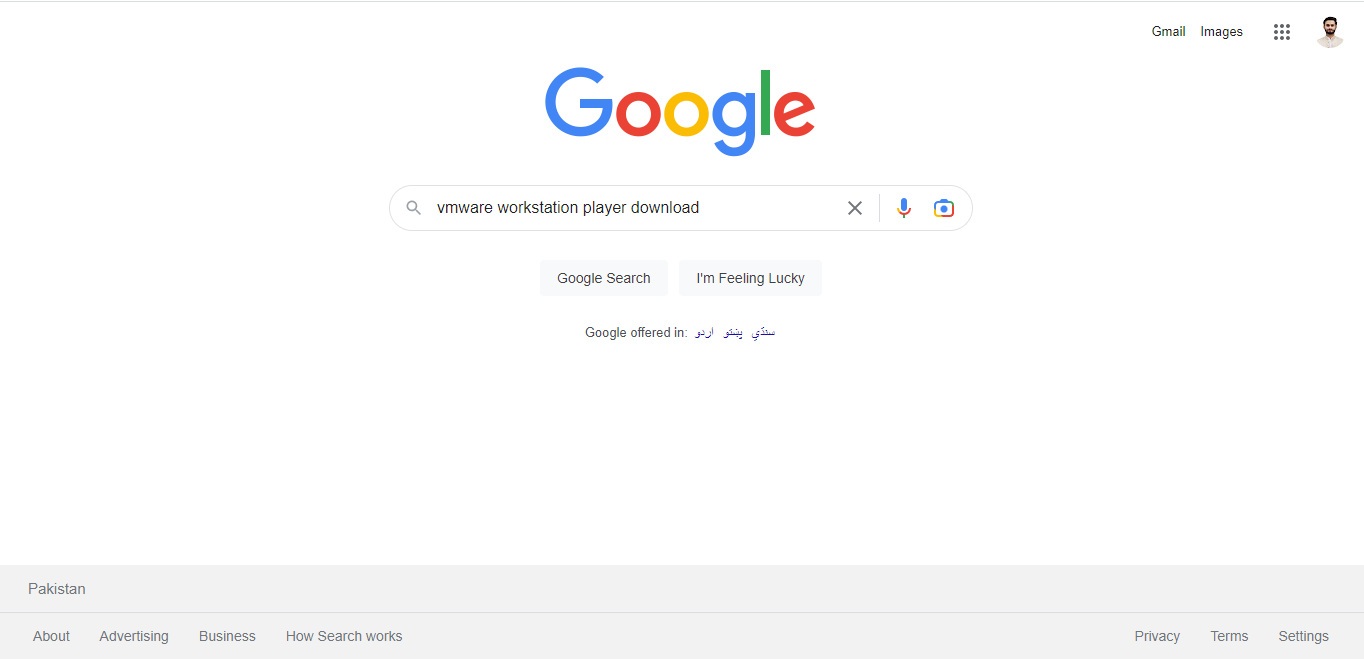 Gmail Images
Google
vmware workstation player download
Google Search I'm Feeling Lucky
Google offered in: اردو پښتو سنڌي
Pakistan
About Advertising Business How Search works Privacy Terms Settings